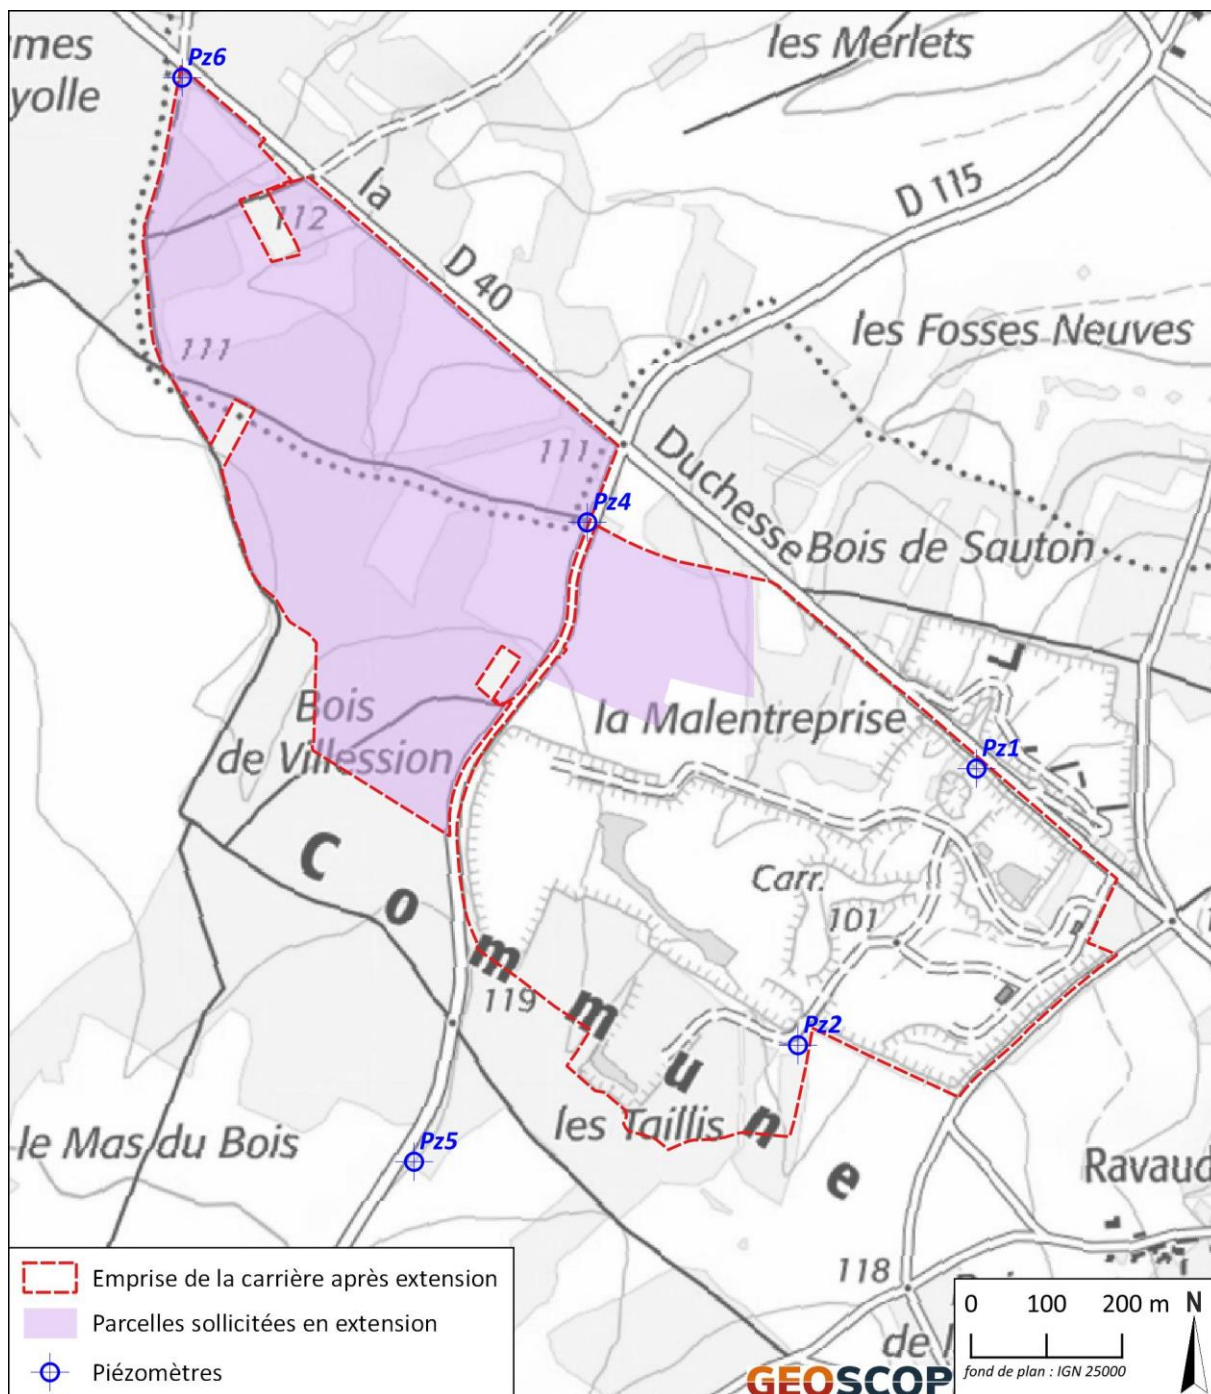 mes
yolle
Pz6
les Merlets
la
112
D 40
D 115
111
les Fosses Neuves
111
Duchesse
Pz4
Bois de Sauton
Bois
de Villession
la Malentreprise
Pz1
Carr.
101
Commune
119
Pz2
les Taillis
le Mas du Bois
Pz5
Ravaud
118
de l
Emprise de la carrière après extension
Parcelles sollicitées en extension
Piézomètres
0 100 200 m N
fond de plan : IGN 25000
GEOSCOP